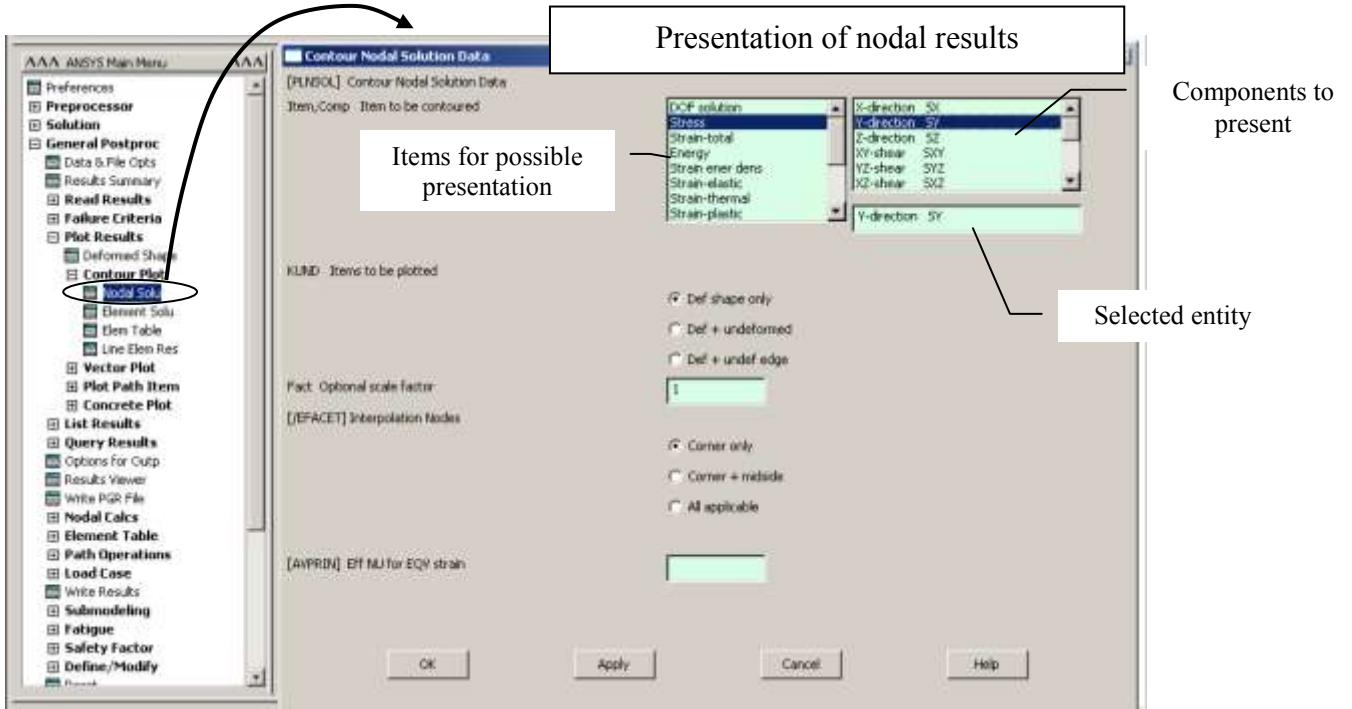 Presentation of nodal results
Components to
present
Items for possible
presentation
Selected entity
ANSYS Main Menu
Preferences
Preprocessor
Solution
General Postproc
Data & File Opts
Results Summary
Read Results
Failure Criteria
Plot Results
Deformed Shape
Contour Plot
Nodal Solu
Element Solu
Elem Table
Line Elem Res
Vector Plot
Plot Path Item
Concrete Plot
List Results
Query Results
Options for Outp
Results Viewer
Write PGR File
Nodal Calcs
Element Table
Path Operations
Load Case
Write Results
Submodeling
Fatigue
Safety Factor
Define/Modify
Contour Nodal Solution Data
[PLNSOL] Contour Nodal Solution Data
Item,Comp Item to be contoured
DOF solution
Stress
Strain-total
Energy
Strain ener dens
Strain-elastic
Strain-thermal
Strain-plastic
X-direction SX
Y-direction SY
Z-direction SZ
XY-shear SXY
YZ-shear SYZ
XZ-shear SXZ
Y-direction SY
KUND Items to be plotted
Def shape only
Def + undeformed
Def + undef edge
Fact Optional scale factor
1
[/EFACET] Interpolation Nodes
Corner only
Corner + midside
All applicable
[AVPRIN] Eff NU for EQV strain
OK
Apply
Cancel
Help